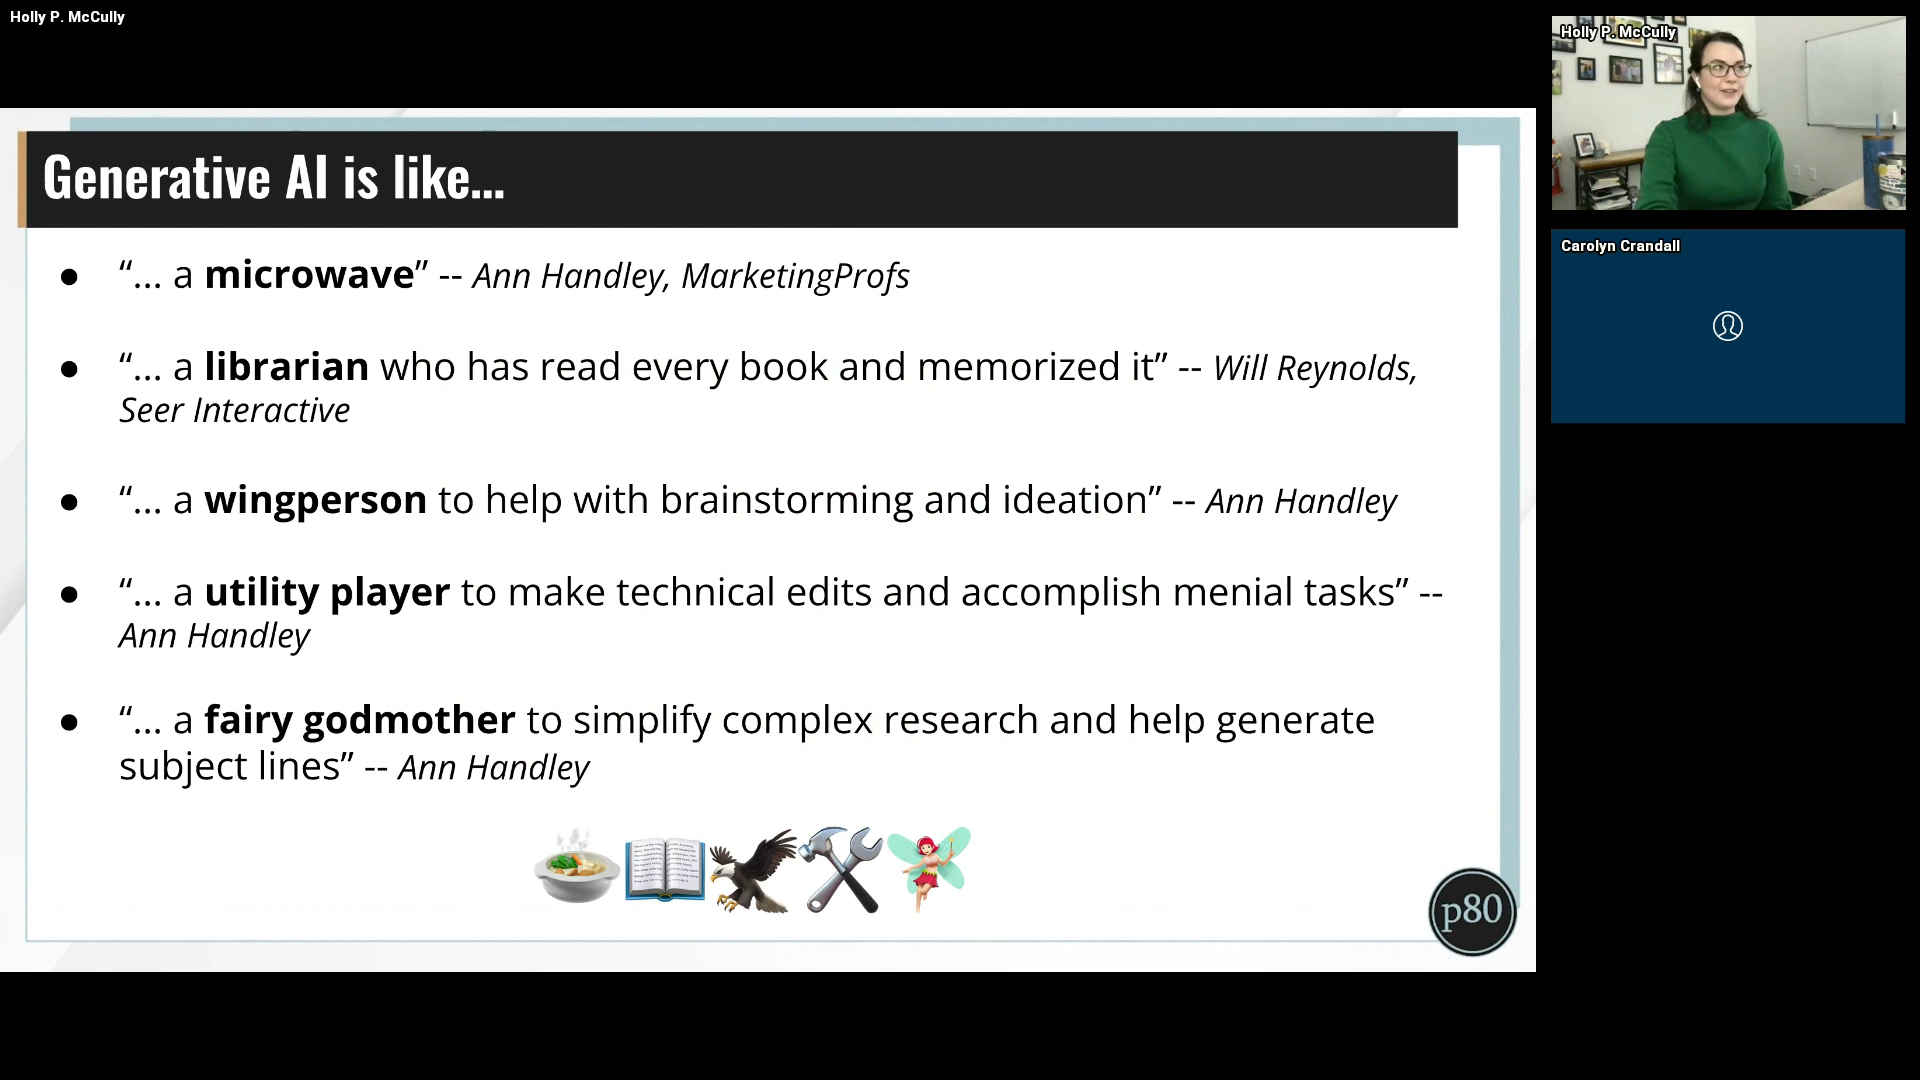 Holly P. McCully
Holly P. McCully
Carolyn Crandall
Generative AI is like...
● “... a microwave” -- Ann Handley, MarketingProfs
● “... a librarian who has read every book and memorized it” -- Will Reynolds,
Seer Interactive
● “... a wingperson to help with brainstorming and ideation” -- Ann Handley
● “... a utility player to make technical edits and accomplish menial tasks” --
Ann Handley
● “... a fairy godmother to simplify complex research and help generate
subject lines” -- Ann Handley
p80